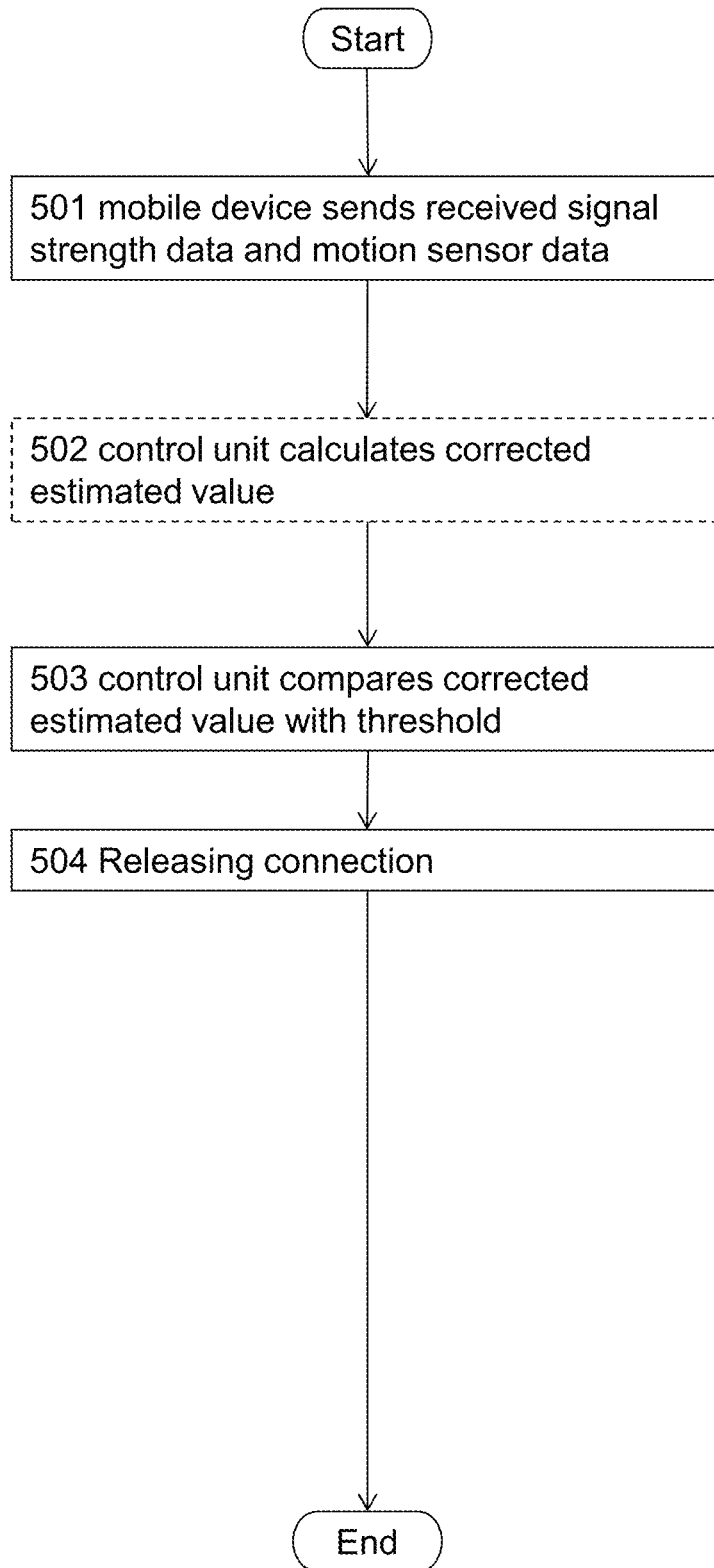 Start
501 mobile device sends received signal
strength data and motion sensor data
502 control unit calculates corrected
estimated value
503 control unit compares corrected
estimated value with threshold
504 Releasing connection
End